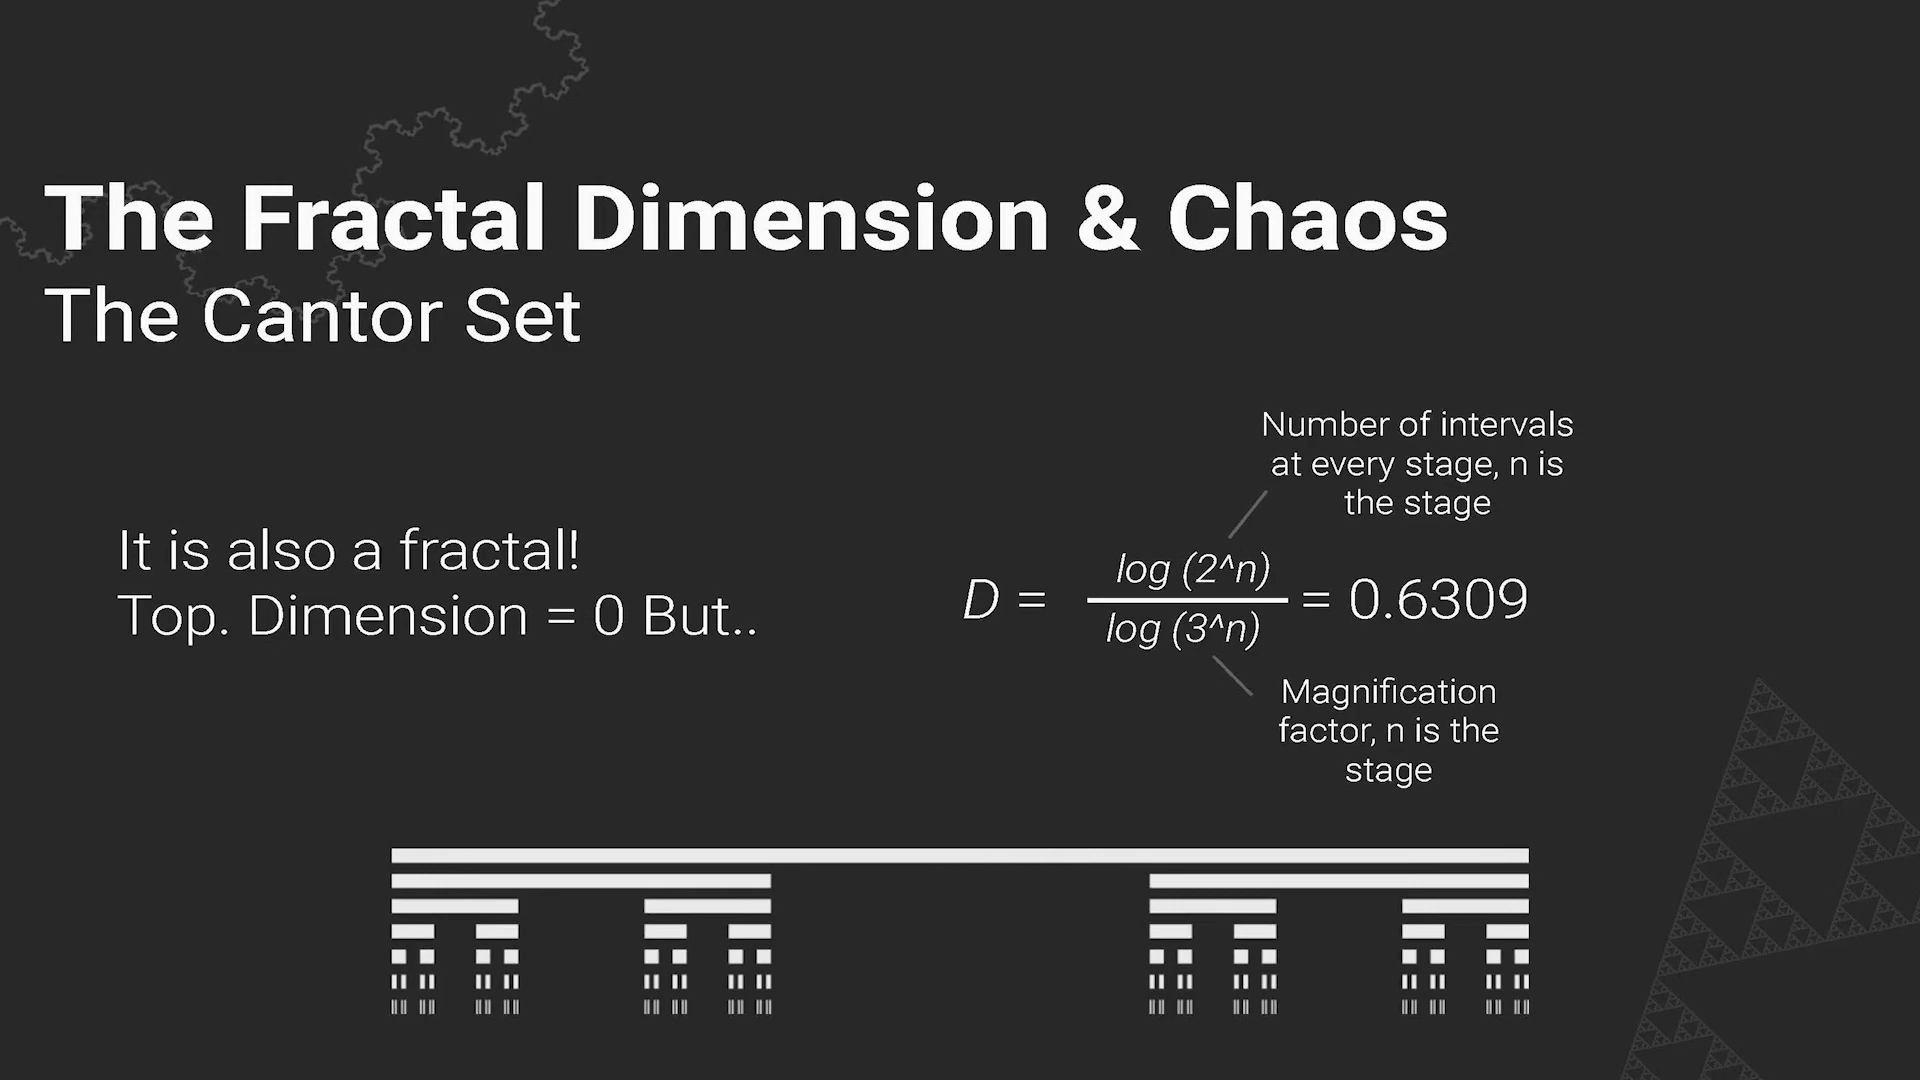 The Fractal Dimension & Chaos
The Cantor Set
Number of intervals
at every stage, n is
the stage
It is also a fractal!
Top. Dimension = 0 But..
D = log (2^n) = 0.6309
log (3^n)
Magnification
factor, n is the
stage